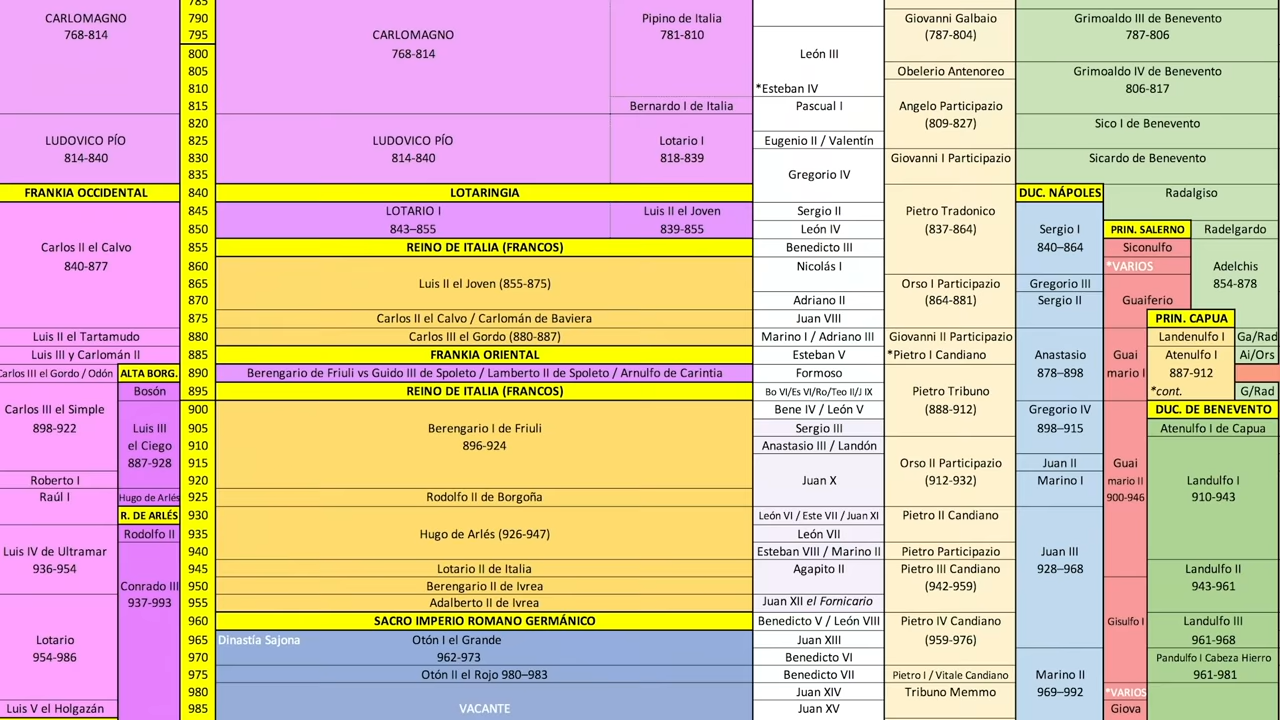 785
CARLOMAGNO 790 Pipino de Italia Giovanni Galbaio Grimoaldo III de Benevento
768-814 795 CARLOMAGNO 781-810 (787-804) 787-806
800 768-814 León III
805 Obelerio Antenoreo Grimoaldo IV de Benevento
810 *Esteban IV 806-817
815 Bernardo I de Italia Pascual I Angelo Participazio
820 (809-827) Sico I de Benevento
LUDOVICO PÍO 825 LUDOVICO PÍO Lotario I Eugenio II / Valentín
814-840 830 814-840 818-839 Giovanni I Participazio Sicardo de Benevento
835 Gregorio IV
FRANKIA OCCIDENTAL 840 LOTARINGIA DUC. NÁPOLES Radalgiso
845 LOTARIO I Luis II el Joven Sergio II Pietro Tradonico
850 843–855 839-855 León IV (837-864) Sergio I PRIN. SALERNO Radelgardo
Carlos II el Calvo 855 REINO DE ITALIA (FRANCOS) Benedicto III 840–864 Siconulfo
840-877 860 Nicolás I *VARIOS Adelchis
865 Luis II el Joven (855-875) Orso I Participazio Gregorio III 854-878
870 Adriano II (864-881) Sergio II Guaiferio
875 Carlos II el Calvo / Carlomán de Baviera Juan VIII PRIN. CAPUA
Luis II el Tartamudo 880 Carlos III el Gordo (880-887) Marino I / Adriano III Giovanni II Participazio Landenulfo I Ga/Rad
Luis III y Carlomán II 885 FRANKIA ORIENTAL Esteban V *Pietro I Candiano Anastasio Guai Atenulfo I Ai/Ors
Carlos III el Gordo / Odón ALTA BORG. 890 Berengario de Friuli vs Guido III de Spoleto / Lamberto II de Spoleto / Arnulfo de Carintia Formoso 878–898 mario I 887-912
Bosón 895 REINO DE ITALIA (FRANCOS) Bo VI/Es VI/Ro/Teo II/J IX Pietro Tribuno *cont. G/Rad
Carlos III el Simple 900 Bene IV / León V (888-912) Gregorio IV DUC. DE BENEVENTO
898-922 Luis III 905 Berengario I de Friuli Sergio III 898–915 Atenulfo I de Capua
el Ciego 910 896-924 Anastasio III / Landón
887-928 915 Orso II Participazio Juan II Guai
Roberto I 920 Juan X (912-932) Marino I mario II Landulfo I
Raúl I Hugo de Arlés 925 Rodolfo II de Borgoña 900-946 910-943
R. DE ARLÉS 930 León VI / Este VII / Juan XI Pietro II Candiano
Rodolfo II 935 Hugo de Arlés (926-947) León VII
Luis IV de Ultramar 940 Esteban VIII / Marino II Pietro Participazio Juan III
936-954 945 Lotario II de Italia Agapito II Pietro III Candiano 928–968 Landulfo II
Conrado III 950 Berengario II de Ivrea (942-959) 943-961
937-993 955 Adalberto II de Ivrea Juan XII el Fornicario
960 SACRO IMPERIO ROMANO GERMÁNICO Benedicto V / León VIII Pietro IV Candiano Gisulfo I Landulfo III
Lotario 965 Dinastía Sajona Otón I el Grande Juan XIII (959-976) 961-968
954-986 970 962-973 Benedicto VI Pandulfo I Cabeza Hierro
975 Otón II el Rojo 980–983 Benedicto VII Pietro I / Vitale Candiano Marino II 961-981
980 Juan XIV Tribuno Memmo 969–992 *VARIOS
Luis V el Holgazán 985 VACANTE Juan XV Giova